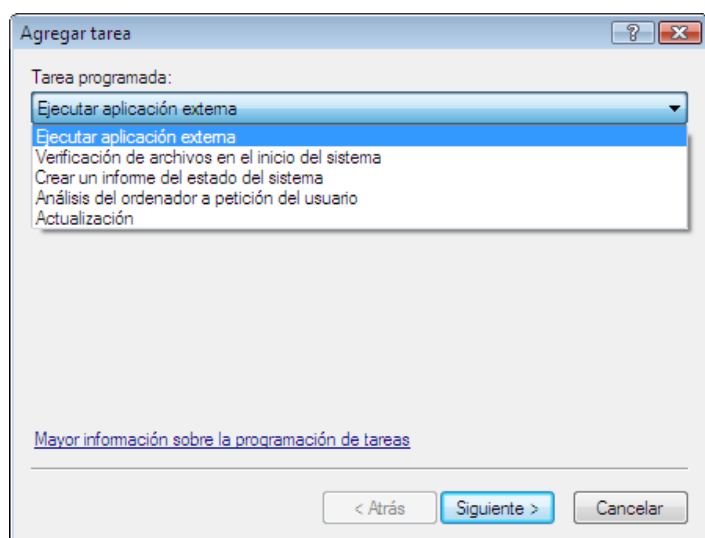 Agregar tarea
Tarea programada:
Ejecutar aplicación externa
Ejecutar aplicación externa
Verificación de archivos en el inicio del sistema
Crear un informe del estado del sistema
Análisis del ordenador a petición del usuario
Actualización
Mayor información sobre la programación de tareas
< Atrás Siguiente > Cancelar